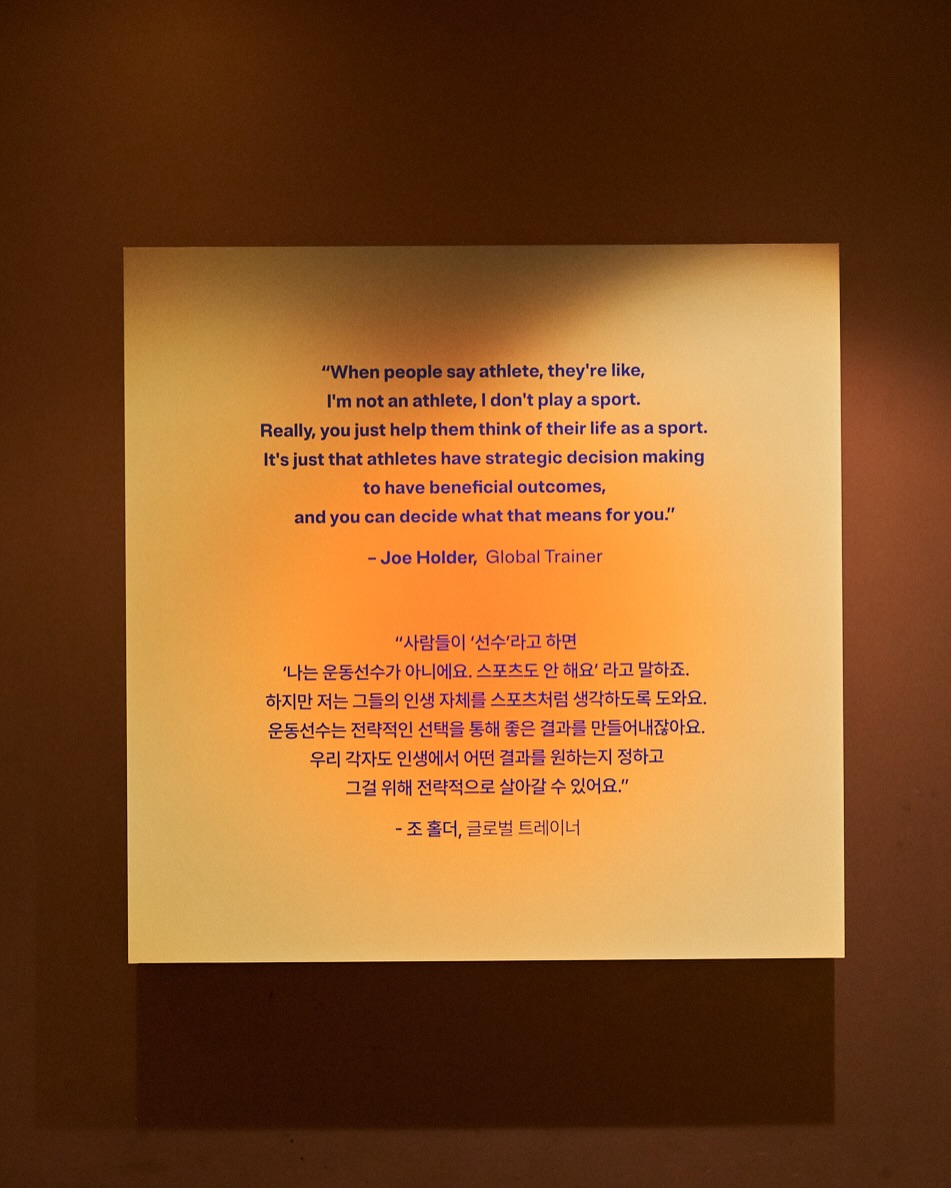 “When people say athlete, they're like,
I'm not an athlete, I don't play a sport.
Really, you just help them think of their life as a sport.
It's just that athletes have strategic decision making
to have beneficial outcomes,
and you can decide what that means for you.”
– Joe Holder, Global Trainer
“사람들이 ‘선수’라고 하면
‘나는 운동선수가 아니에요. 스포츠도 안 해요’ 라고 말하죠.
하지만 저는 그들의 인생 자체를 스포츠처럼 생각하도록 도와요.
운동선수는 전략적인 선택을 통해 좋은 결과를 만들어내잖아요.
우리 각자도 인생에서 어떤 결과를 원하는지 정하고
그걸 위해 전략적으로 살아갈 수 있어요.”
- 조 홀더, 글로벌 트레이너